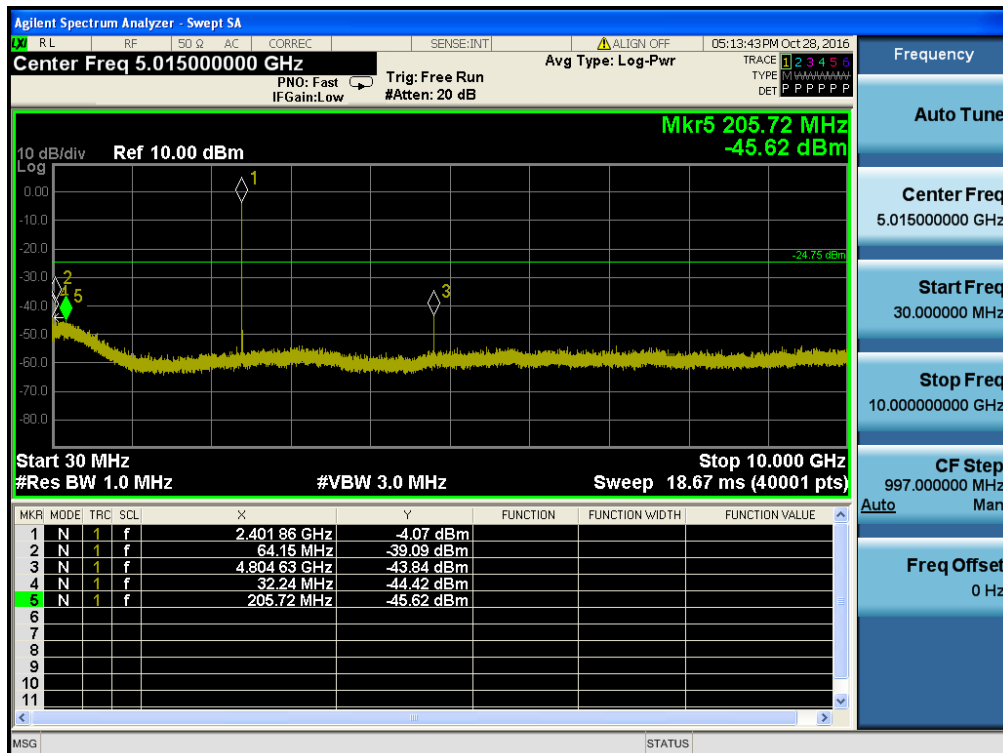 Agilent Spectrum Analyzer - Swept SA
LXI RL RF 50 Ω AC CORREC SENSE:INT ALIGN OFF 05:13:43 PM Oct 28, 2016
Center Freq 5.015000000 GHz
PNO: Fast
IFGain:Low
Trig: Free Run
#Atten: 20 dB
Avg Type: Log-Pwr
TRACE 1 2 3 4 5 6
TYPE M WWWWW
DET P P P P P P
Mkr5 205.72 MHz
-45.62 dBm
10 dB/div Ref 10.00 dBm
Log
0.00
-10.0
-20.0
-30.0
-40.0
-50.0
-60.0
-70.0
-80.0
1
2
3
4
5
-24.75 dBm
Start 30 MHz Stop 10.000 GHz
#Res BW 1.0 MHz #VBW 3.0 MHz Sweep 18.67 ms (40001 pts)
MKR MODE TRC SCL X Y FUNCTION FUNCTION WIDTH FUNCTION VALUE
1 N 1 f 2.401 86 GHz -4.07 dBm
2 N 1 f 64.15 MHz -39.09 dBm
3 N 1 f 4.804 63 GHz -43.84 dBm
4 N 1 f 32.24 MHz -44.42 dBm
5 N 1 f 205.72 MHz -45.62 dBm
6
7
8
9
10
11
MSG STATUS
Frequency
Auto Tune
Center Freq
5.015000000 GHz
Start Freq
30.000000 MHz
Stop Freq
10.000000000 GHz
CF Step
997.000000 MHz
Auto Man
Freq Offset
0 Hz